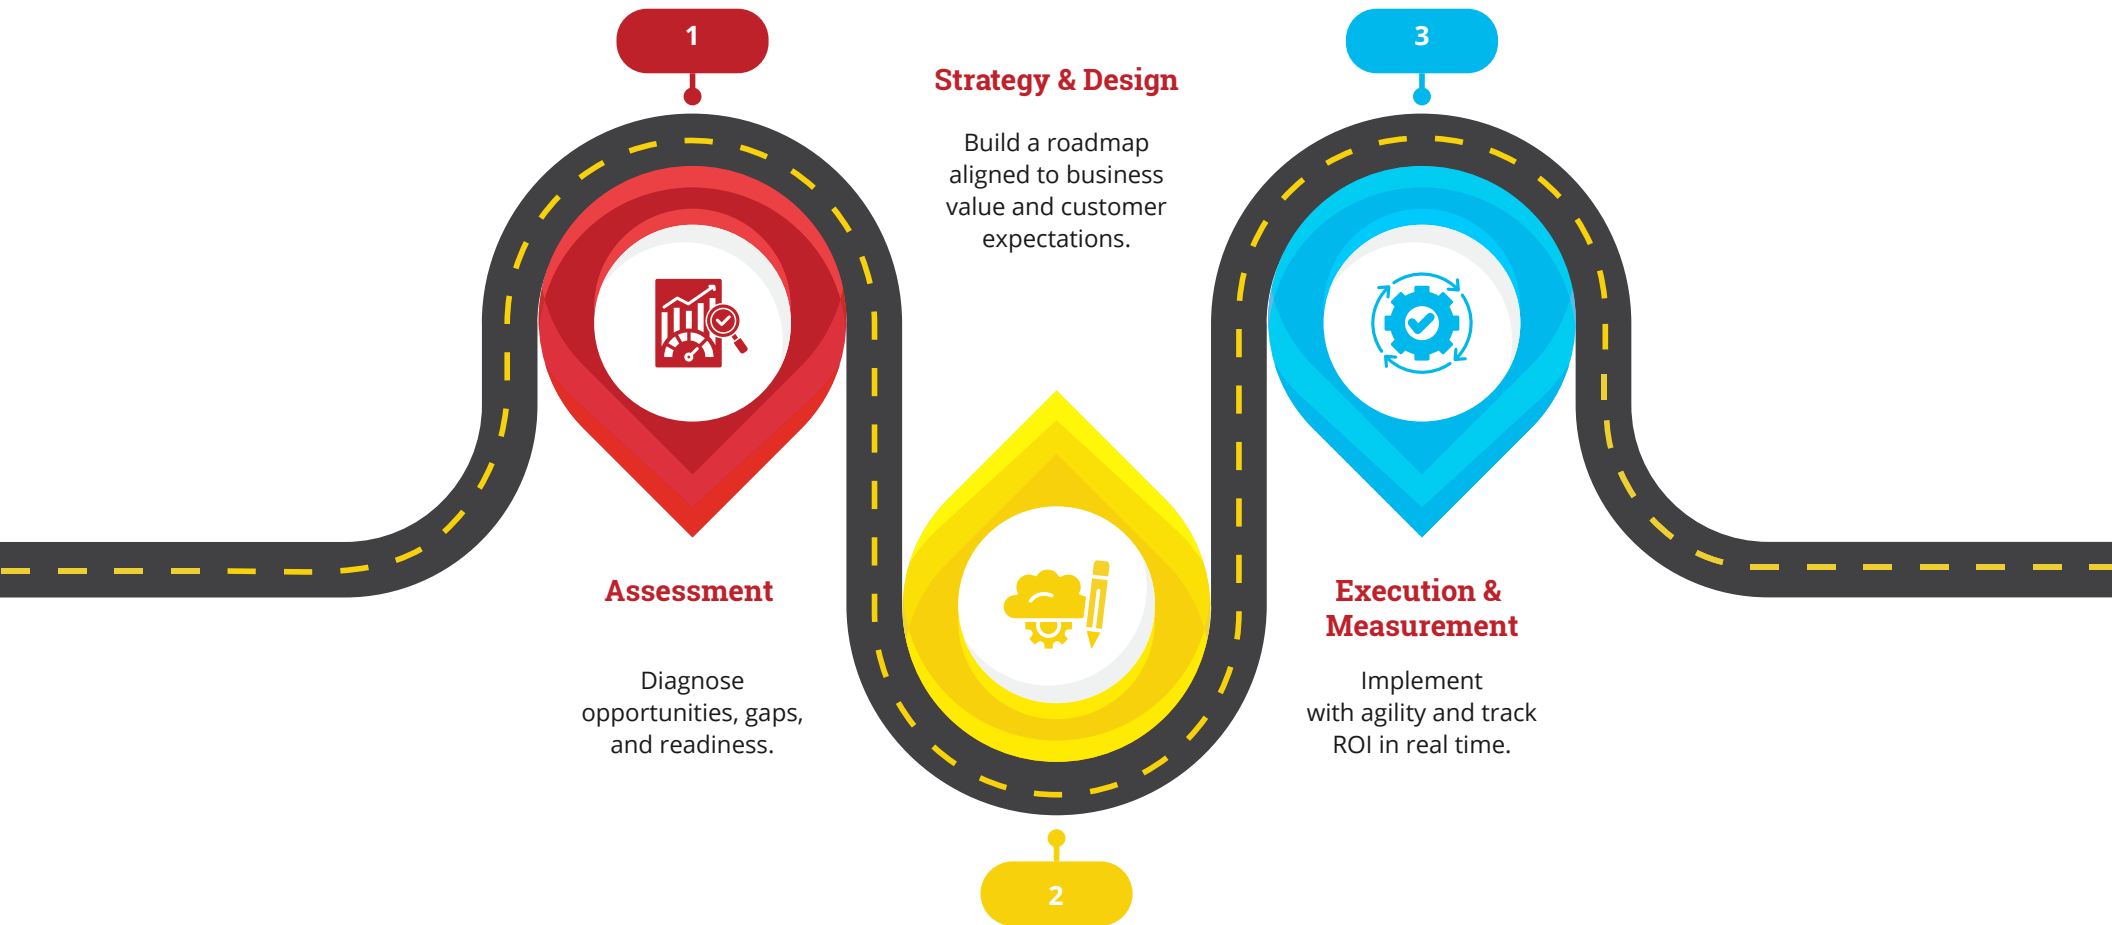 1
Assessment
Diagnose
opportunities, gaps,
and readiness.
Strategy & Design
Build a roadmap
aligned to business
value and customer
expectations.
2
3
Execution &
Measurement
Implement
with agility and track
ROI in real time.